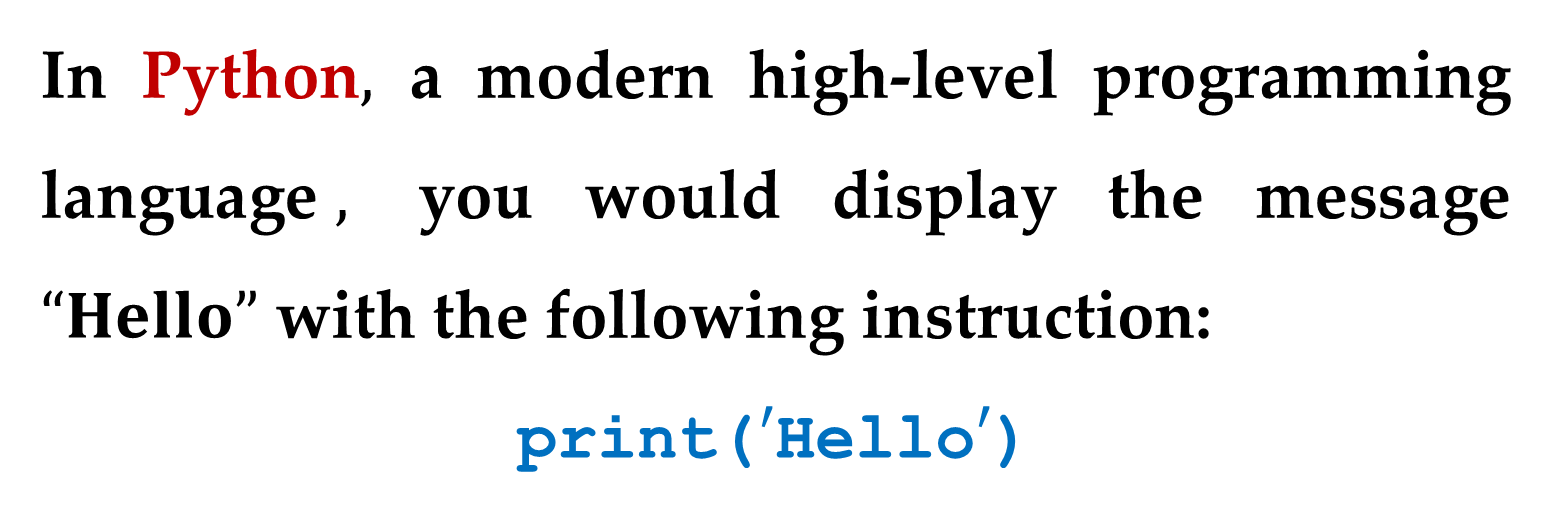 In Python, a modern high-level programming
language , you would display the message
“Hello” with the following instruction:
print('Hello')